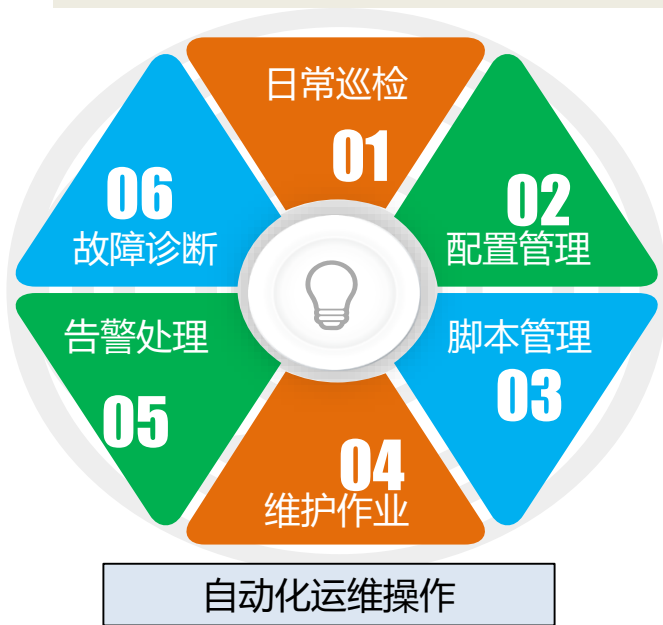 日常巡检
01
02
配置管理
脚本管理
03
04
维护作业
告警处理
05
06
故障诊断
自动化运维操作